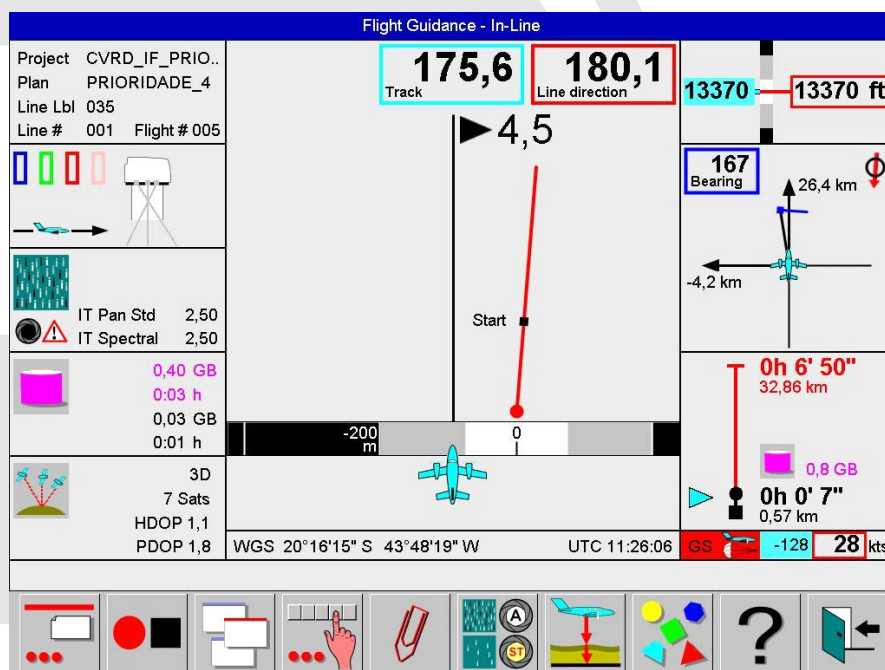 Flight Guidance - In-Line
Project CVRD_IF_PRIO..
Plan PRIORIDADE_4
Line Lbl 035
Line # 001 Flight # 005
IT Pan Std 2,50
IT Spectral 2,50
0,40 GB
0:03 h
0,03 GB
0:01 h
3D
7 Sats
HDOP 1,1
PDOP 1,8
175,6
Track
180,1
Line direction
4,5
Start
-200
m
0
WGS 20°16'15" S 43°48'19" W UTC 11:26:06
13370 13370 ft
167
Bearing
26,4 km
-4,2 km
0h 6' 50"
32,86 km
0,8 GB
0h 0' 7"
0,57 km
GS -128 28 kts
A
ST
?